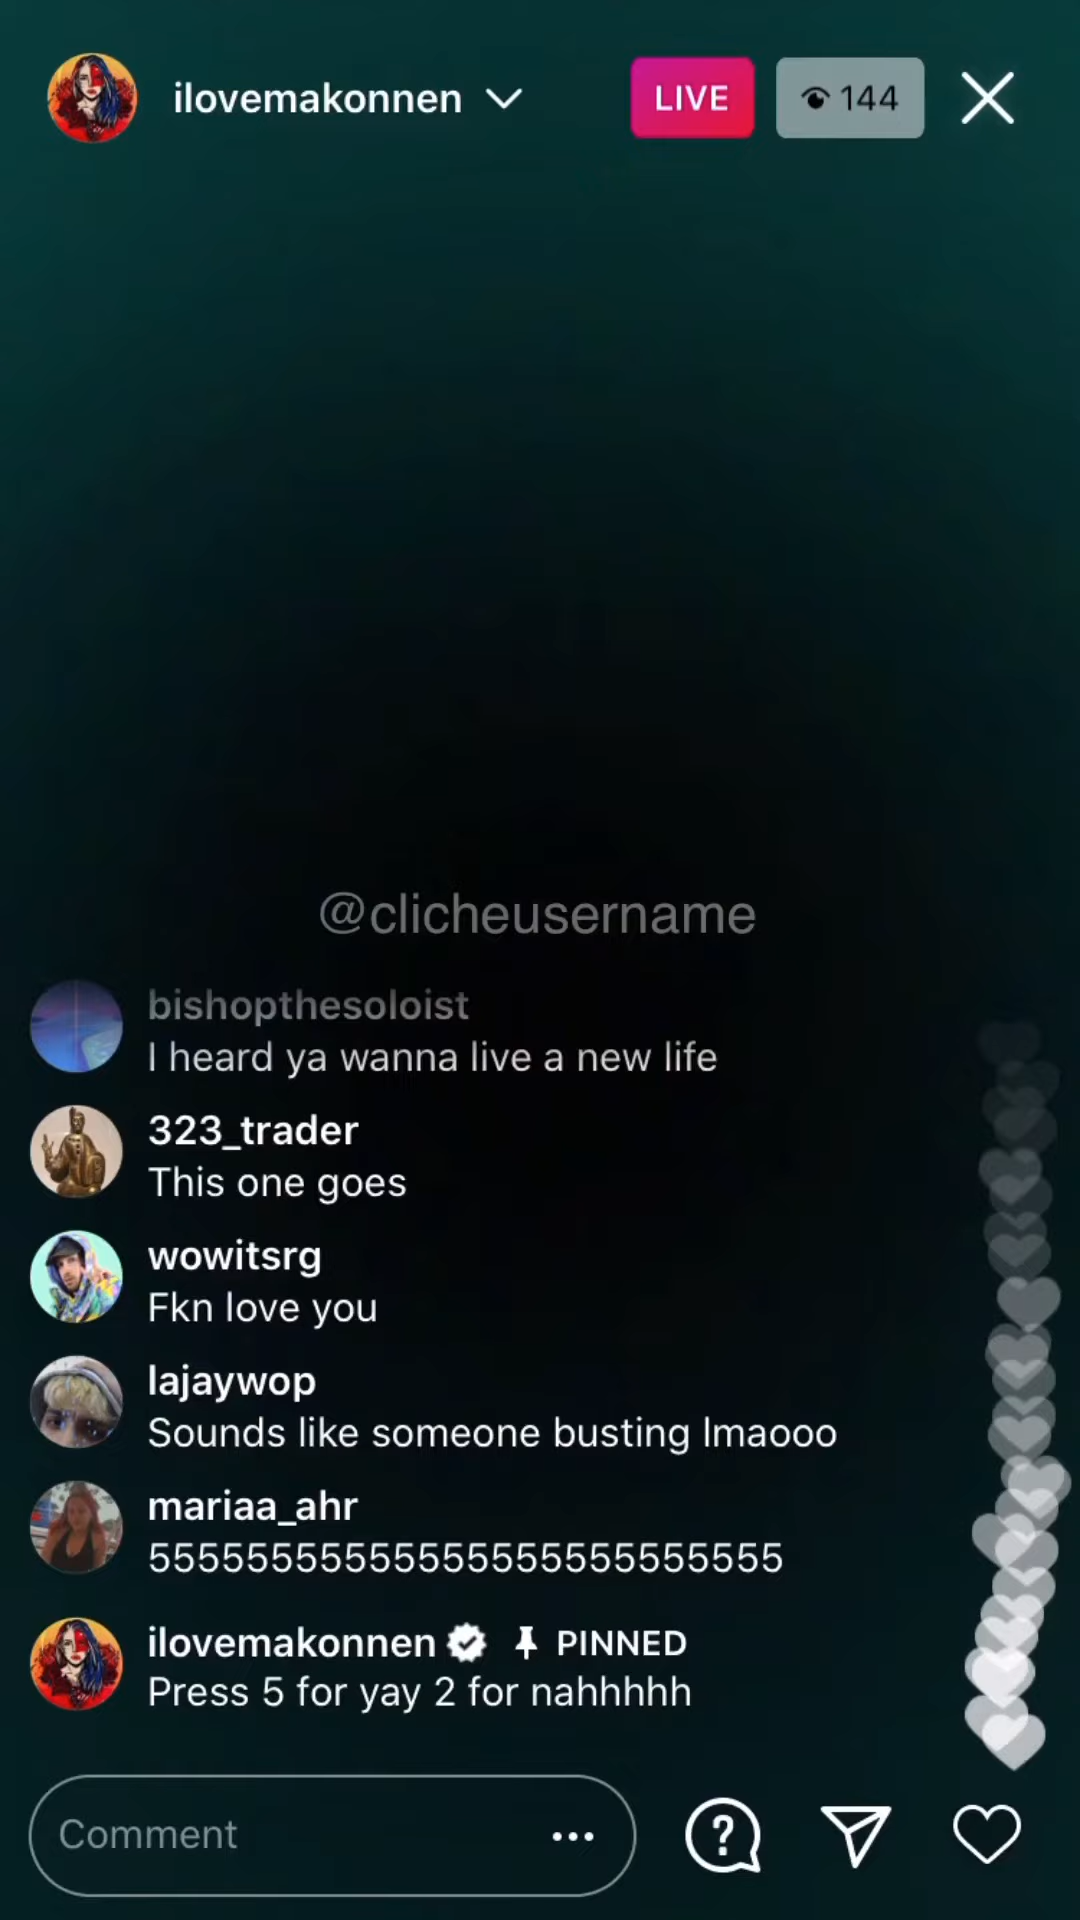 ilovemakonnen
LIVE
144
@clicheusername
bishopthesoloist
I heard ya wanna live a new life
323_trader
This one goes
wowitsrg
Fkn love you
lajaywop
Sounds like someone busting lmaooo
mariaa_ahr
55555555555555555555555555
ilovemakonnen PINNED
Press 5 for yay 2 for nahhhhh
Comment